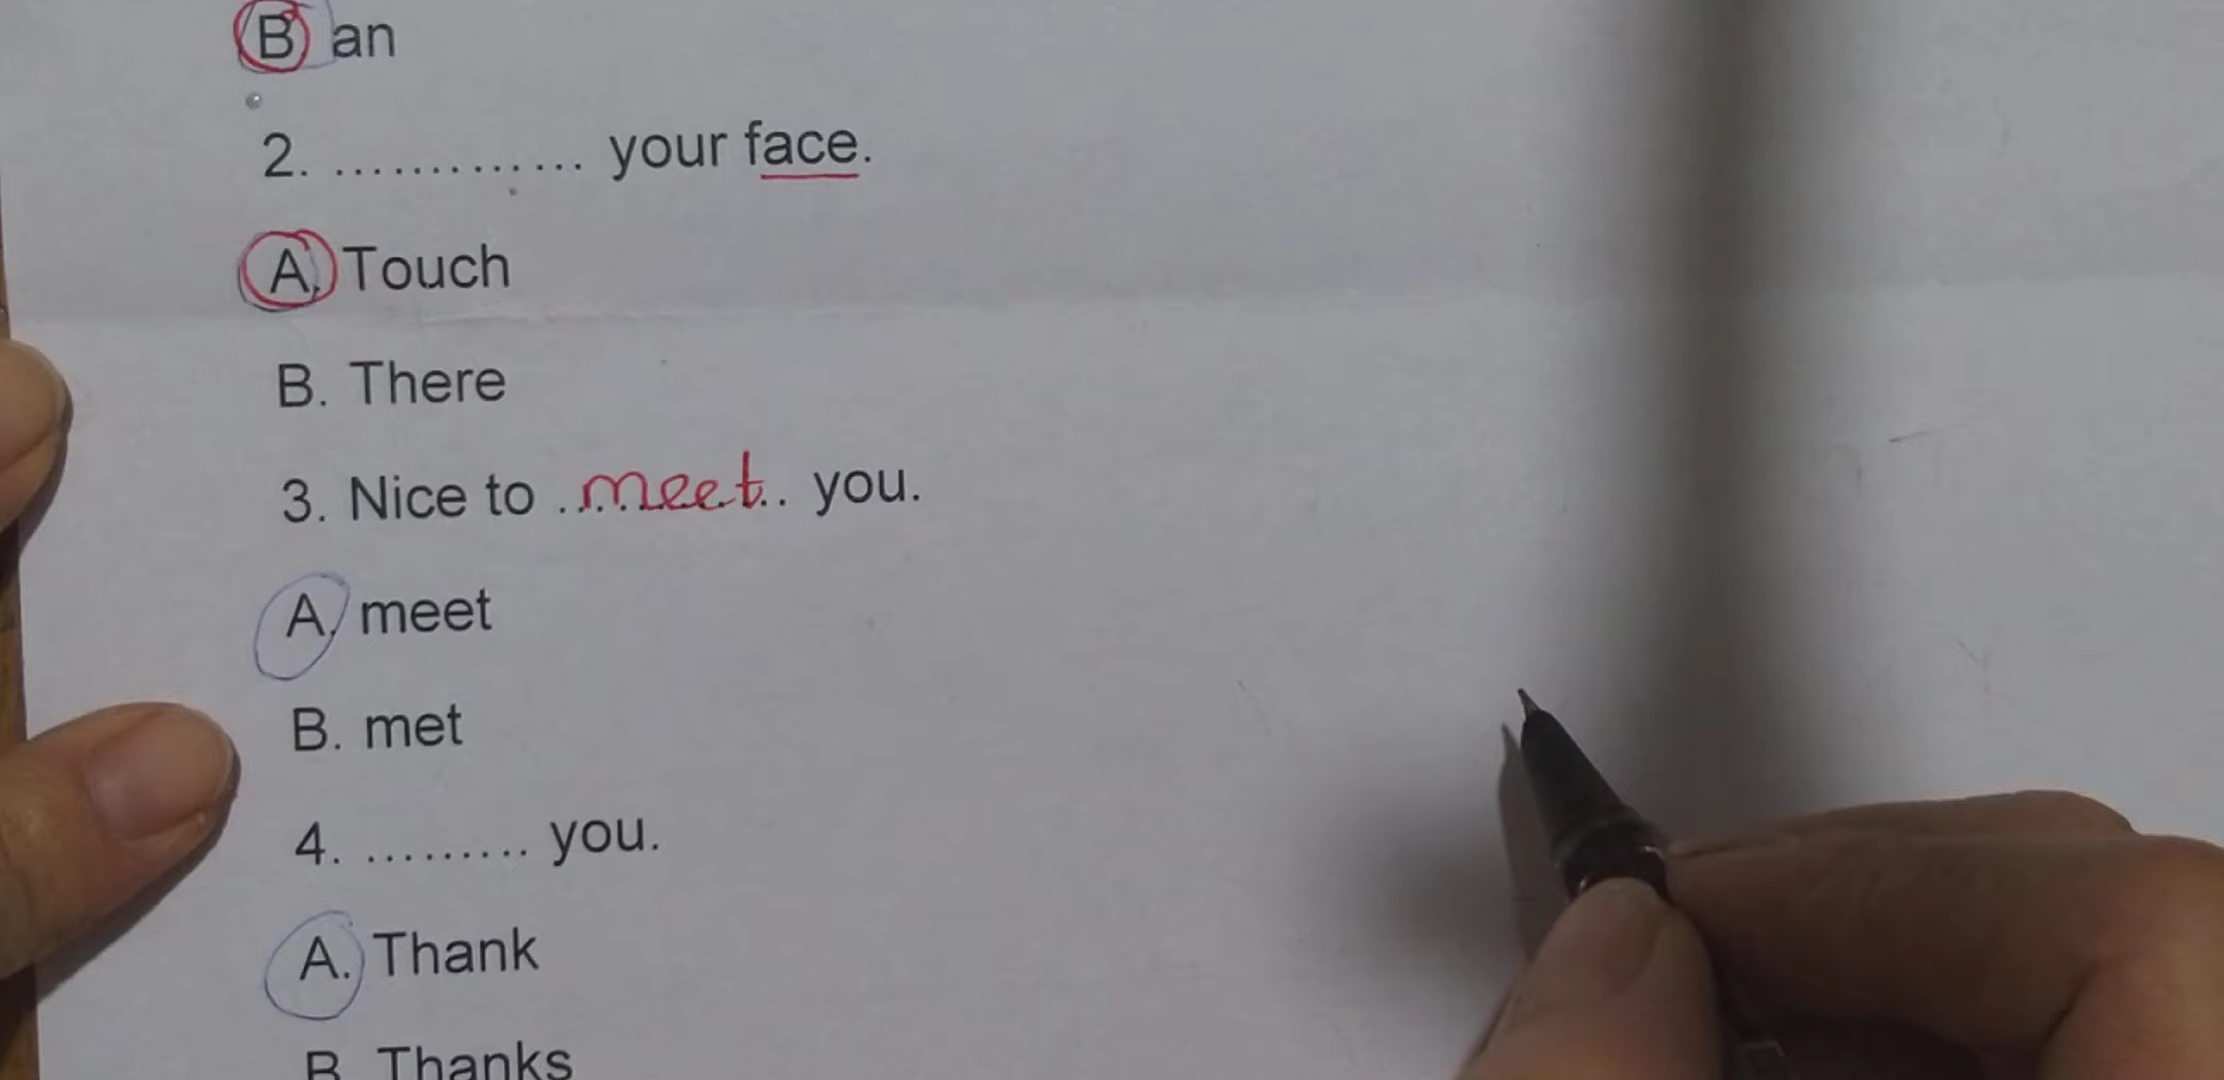 B an
2. ............. your face.
A. Touch
B. There
3. Nice to ..meet.. you.
A. meet
B. met
4. ......... you.
A. Thank
B. Thanks